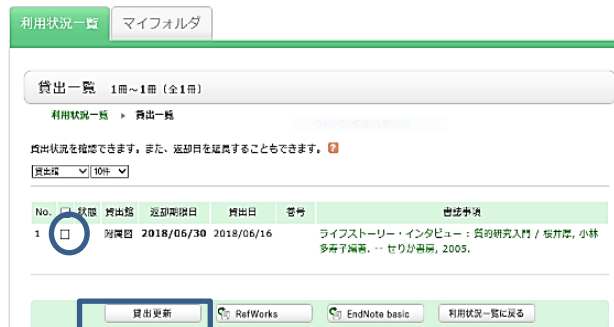 利用状況一覧 マイフォルダ
貸出一覧 1冊~1冊 (全1冊)
利用状況一覧 ▸ 貸出一覧
貸出状況を確認できます。また、返却日を延長することもできます。 ?
貸出館 10件
No. 状態 貸出館 返却期限日 貸出日 巻号 書誌事項
1 附属図 2018/06/30 2018/06/16 ライフストーリー・インタビュー : 質的研究入門 / 桜井厚, 小林
多寿子編著. -- せりか書房, 2005.
貸出更新 RefWorks EndNote basic 利用状況一覧に戻る